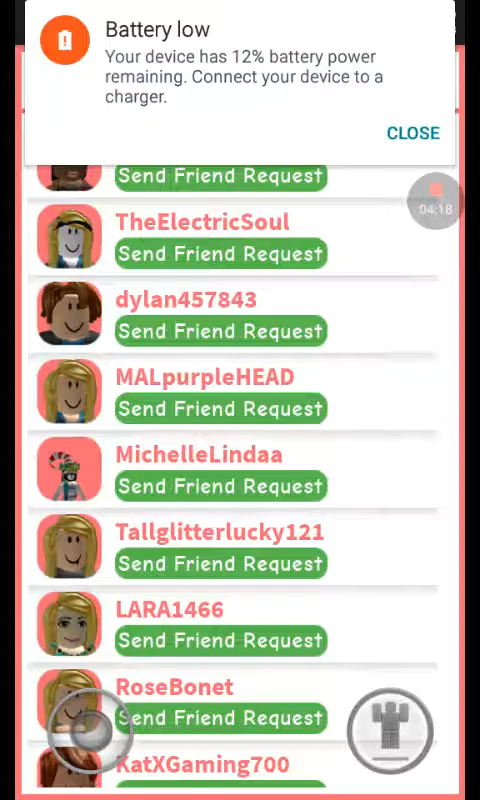 Battery low
Your device has 12% battery power
remaining. Connect your device to a
charger.
CLOSE
Send Friend Request
04:18
TheElectricSoul
Send Friend Request
dylan457843
Send Friend Request
MALpurpleHEAD
Send Friend Request
MichelleLindaa
Send Friend Request
Tallglitterlucky121
Send Friend Request
LARA1466
Send Friend Request
RoseBonet
Send Friend Request
KatXGaming700